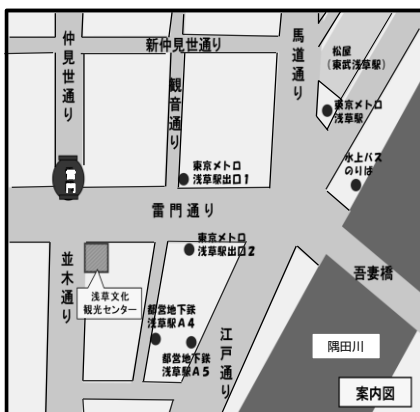 新仲見世通り
仲見世通り
観音通り
馬道通り
松屋
(東武浅草駅)
東京メトロ
浅草駅
水上バス
のりば
東京メトロ
浅草駅出口1
雷門通り
東京メトロ
浅草駅出口2
吾妻橋
並木通り
浅草文化
観光センター
都営地下鉄
浅草駅A4
都営地下鉄
浅草駅A5
江戸通り
隅田川
案内図